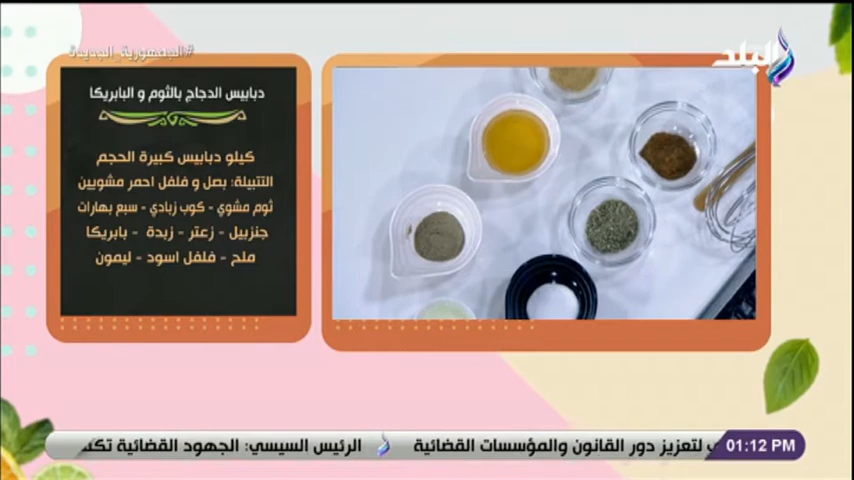 #الجمهورية_الجديدة
البلد
دبابيس الدجاج بالثوم و البابريكا
كيلو دبابيس كبيرة الحجم
التتبيلة: بصل و فلفل احمر مشويين
ثوم مشوي - كوب زبادي - سبع بهارات
جنزبيل - زعتر - زبدة - بابريكا
ملح - فلفل اسود - ليمون
01:12 PM
ي لتعزيز دور القانون والمؤسسات القضائية
الرئيس السيسي: الجهود القضائية تك